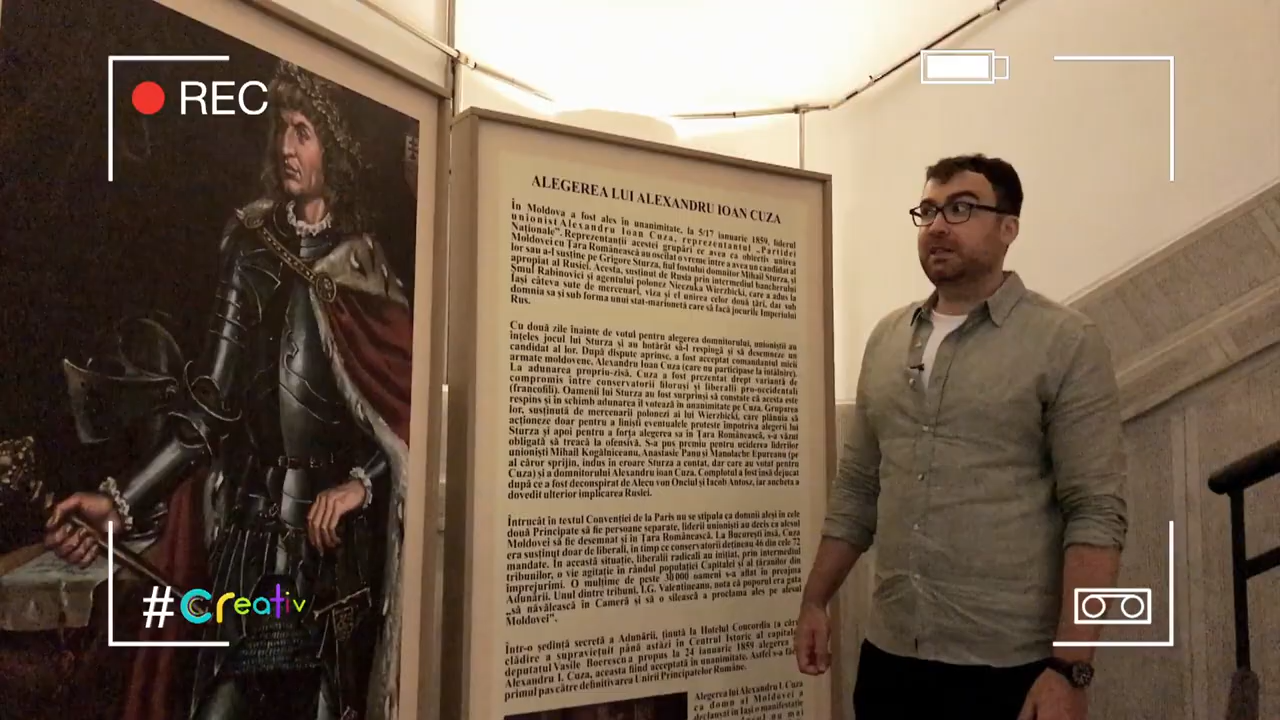 REC
ALEGEREA LUI ALEXANDRU IOAN CUZA
În Moldova a fost ales în unanimitate, la 5/17 ianuarie 1859, liderul
unionist Alexandru Ioan Cuza, reprezentantul „Partidei
Naționale”. Reprezentanții acestei grupări ce avea ca obiectiv unirea
Moldovei cu Țara Românească au oscilat o vreme între a avea un candidat al
lor sau a-l susține pe Grigore Sturza, fiul fostului domnitor Mihail Sturza, și
apropiat al Rusiei. Acesta, susținut de Rusia prin intermediul bancherului
Șmul Rabinovici și agentului polonez Nieczuka Wierzbicki, care a adus la
Iași câteva sute de mercenari, viza și el unirea celor două țări, dar sub
domnia sa și sub forma unui stat-marionetă care să facă jocurile Imperiului
Rus.
Cu două zile înainte de votul pentru alegerea domnitorului, unioniștii au
înțeles jocul lui Sturza și au hotărât să-l respingă și să desemneze un
candidat al lor. După dispute aprinse, a fost acceptat comandantul micii
armate moldovene, Alexandru Ioan Cuza (care nu participase la întâlnire).
La adunarea propriu-zisă, Cuza a fost prezentat drept variantă de
compromis între conservatorii filoruși și liberalii pro-occidentali
(francofili). Oamenii lui Sturza au fost surprinși să constate că acesta este
respins și în schimb adunarea îl votează în unanimitate pe Cuza. Gruparea
lor, susținută de mercenarii polonezi ai lui Wierzbicki, care plănuia să
acționeze doar pentru a liniști eventualele proteste împotriva alegerii lui
Sturza și apoi pentru a forța alegerea sa în Țara Românească, s-a văzut
obligată să treacă la ofensivă. S-a pus premiu pentru uciderea liderilor
unioniști Mihail Kogălniceanu, Anastasie Panu și Manolache Epureanu (pe
al căror sprijin, indus în eroare Sturza a contat, dar care au votat pentru
Cuza) și a domnitorului Alexandru ioan Cuza. Complotul a fost însă dejucat
după ce a fost deconspirat de Alecu von Onciul și Iacob Antosz, iar ancheta a
dovedit ulterior implicarea Rusiei.
Întrucât în textul Convenției de la Paris nu se stipula ca domnii aleși în cele
două Principate să fie persoane separate, liderii unioniști au decis ca alesul
Moldovei să fie desemnat și în Țara Românească. La București însă, Cuza
era susținut doar de liberali, în timp ce conservatorii dețineau 46 din cele 72
mandate. În această situație, liberalii radicali au inițiat, prin intermediul
tribunilor, o vie agitație în rândul populației Capitalei și al țăranilor din
împrejurimi. O mulțime de peste 30 000 oameni s-a aflat în preajma
Adunării. Unul dintre tribuni, I.G. Valentineanu, nota că poporul era gata
„să năvălească în Cameră și să o silească a proclama ales pe alesul
Moldovei”.
Într-o ședință secretă a Adunării, ținută la Hotelul Concordia (a cărei
clădire a supraviețuit până astăzi în Centrul Istoric al capitalei
deputatul Vasile Boerescu a propus la 24 ianuarie 1859 alegerea
Alexandru I. Cuza, aceasta fiind acceptată în unanimitate. Astfel s-a
primul pas către definitivarea Unirii Principatelor Române.
Alegerea lui Alexandru I. Cuza
ca domn al Moldovei a
declanșat în Iași o manifestație
#Creativ